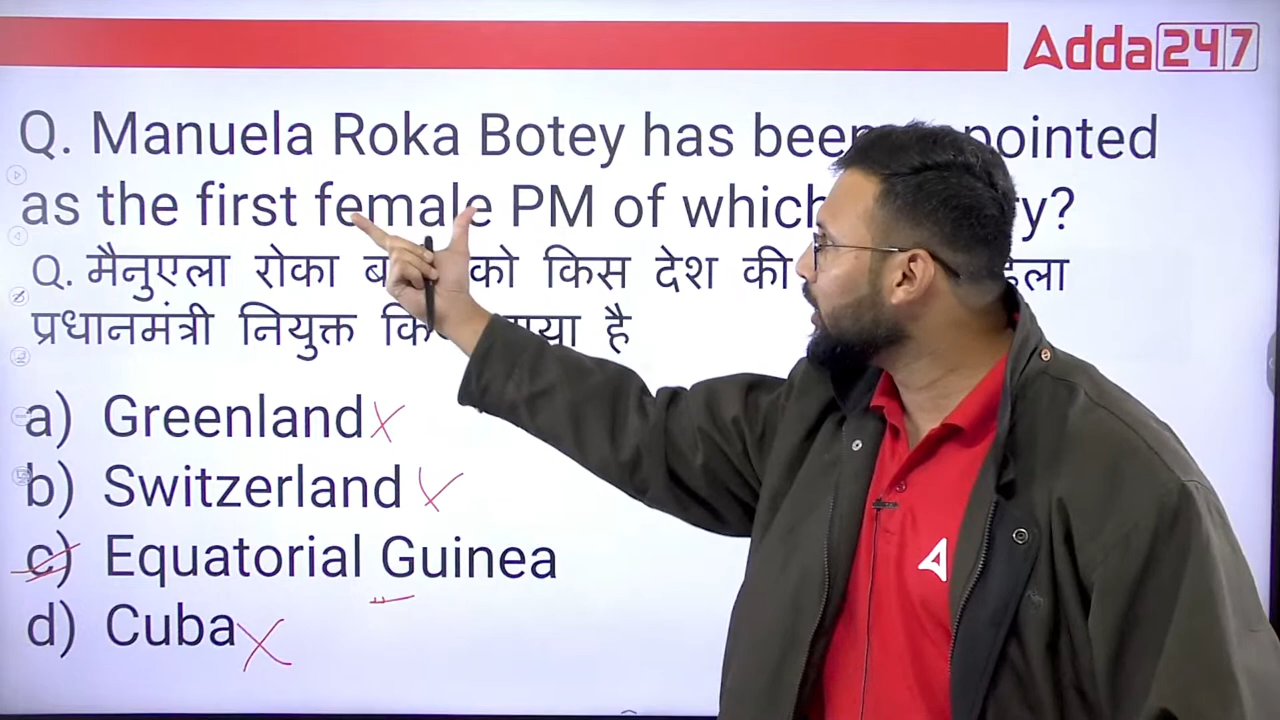 Adda247
Q. Manuela Roka Botey has been pointed
as the first female PM of which y?
Q. मैनुएला रोका को किस देश की
प्रधानमंत्री नियुक्त है
a) Greenland
b) Switzerland
c) Equatorial Guinea
d) Cuba